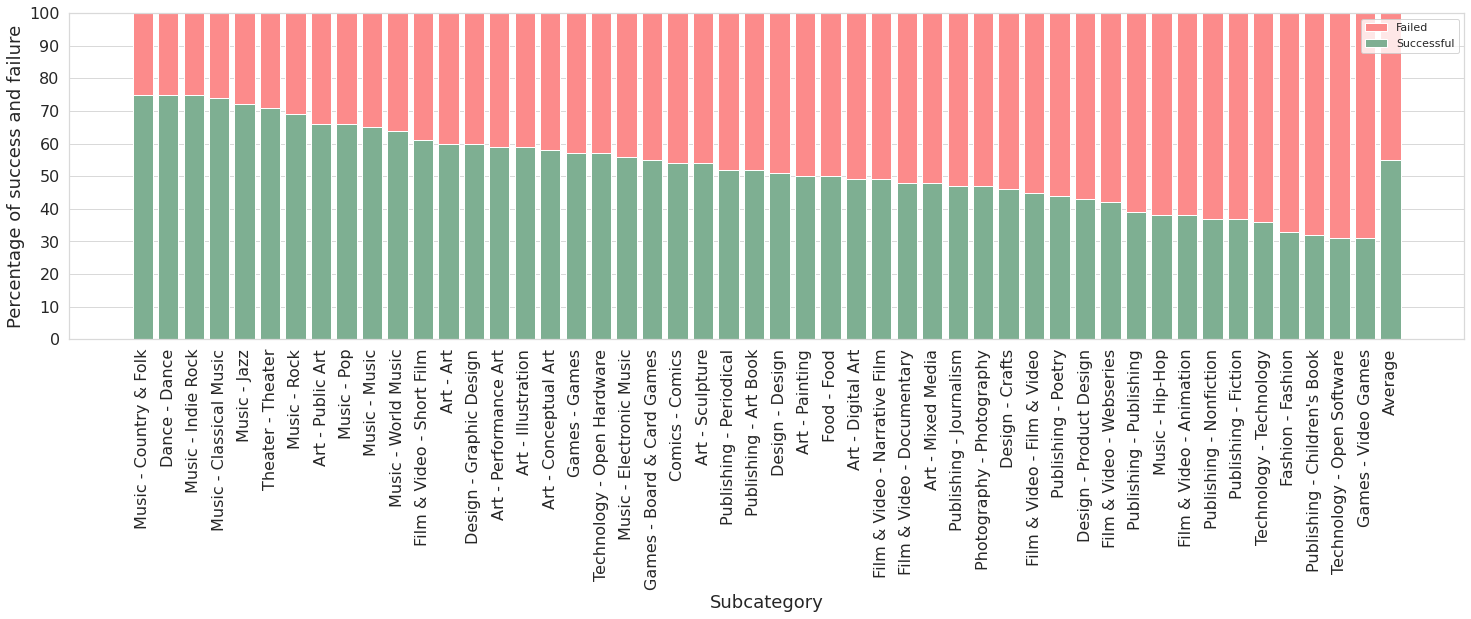 Percentage of success and failure
100
90
80
70
60
50
40
30
20
10
0
Failed
Successful
Music - Country & Folk
Dance - Dance
Music - Indie Rock
Music - Classical Music
Music - Jazz
Theater - Theater
Music - Rock
Art - Public Art
Music - Pop
Music - Music
Music - World Music
Film & Video - Short Film
Art - Art
Design - Graphic Design
Art - Performance Art
Art - Illustration
Art - Conceptual Art
Games - Games
Technology - Open Hardware
Music - Electronic Music
Games - Board & Card Games
Comics - Comics
Art - Sculpture
Publishing - Periodical
Publishing - Art Book
Design - Design
Art - Painting
Food - Food
Art - Digital Art
Film & Video - Narrative Film
Film & Video - Documentary
Art - Mixed Media
Publishing - Journalism
Photography - Photography
Design - Crafts
Film & Video - Film & Video
Publishing - Poetry
Design - Product Design
Film & Video - Webseries
Publishing - Publishing
Music - Hip-Hop
Film & Video - Animation
Publishing - Nonfiction
Publishing - Fiction
Technology - Technology
Fashion - Fashion
Publishing - Children's Book
Technology - Open Software
Games - Video Games
Average
Subcategory